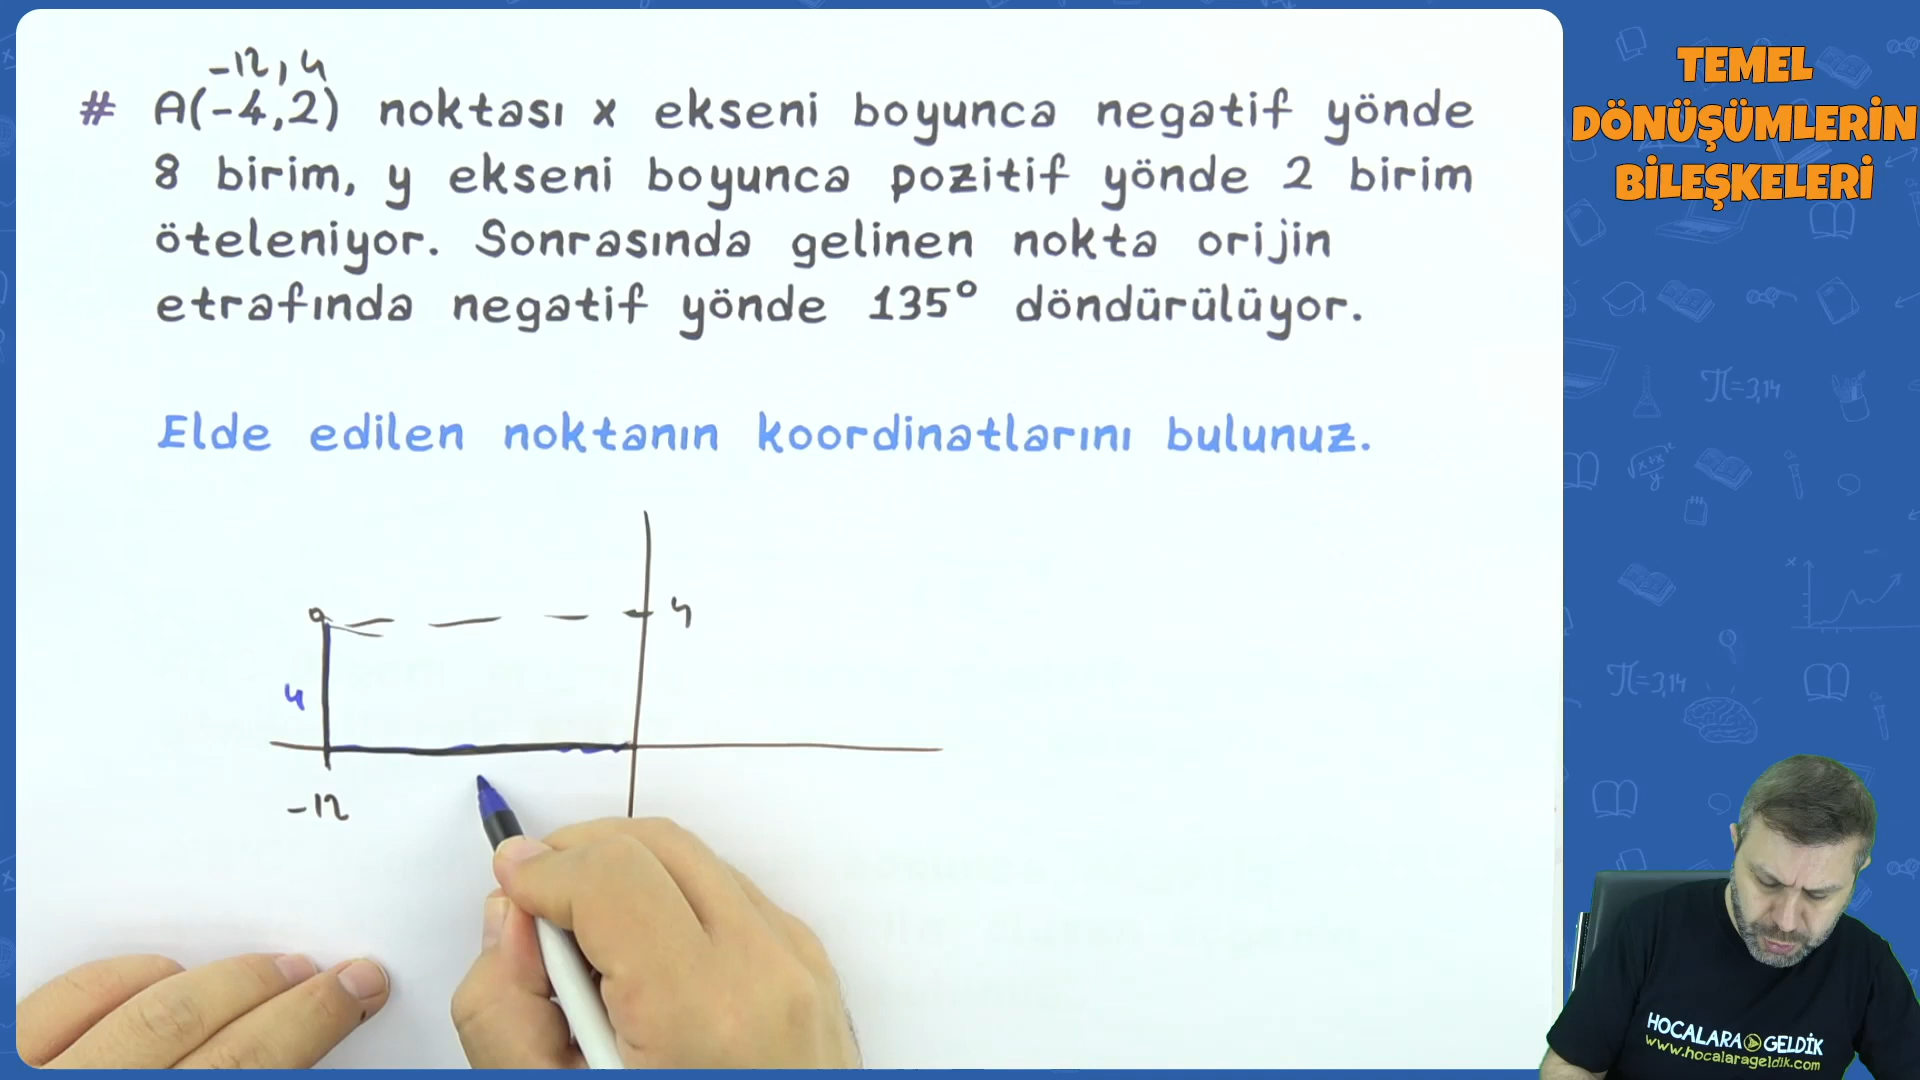 -12, 4
# A(-4,2) noktası x ekseni boyunca negatif yönde
8 birim, y ekseni boyunca pozitif yönde 2 birim
öteleniyor. Sonrasında gelinen nokta orijin
etrafında negatif yönde 135° döndürülüyor.
Elde edilen noktanın koordinatlarını bulunuz.
4
4
-12
TEMEL
DÖNÜŞÜMLERİN
BİLEŞKELERİ
π=3,14
π=3,14
HOCALARA GELDİK
www.hocalarageldik.com